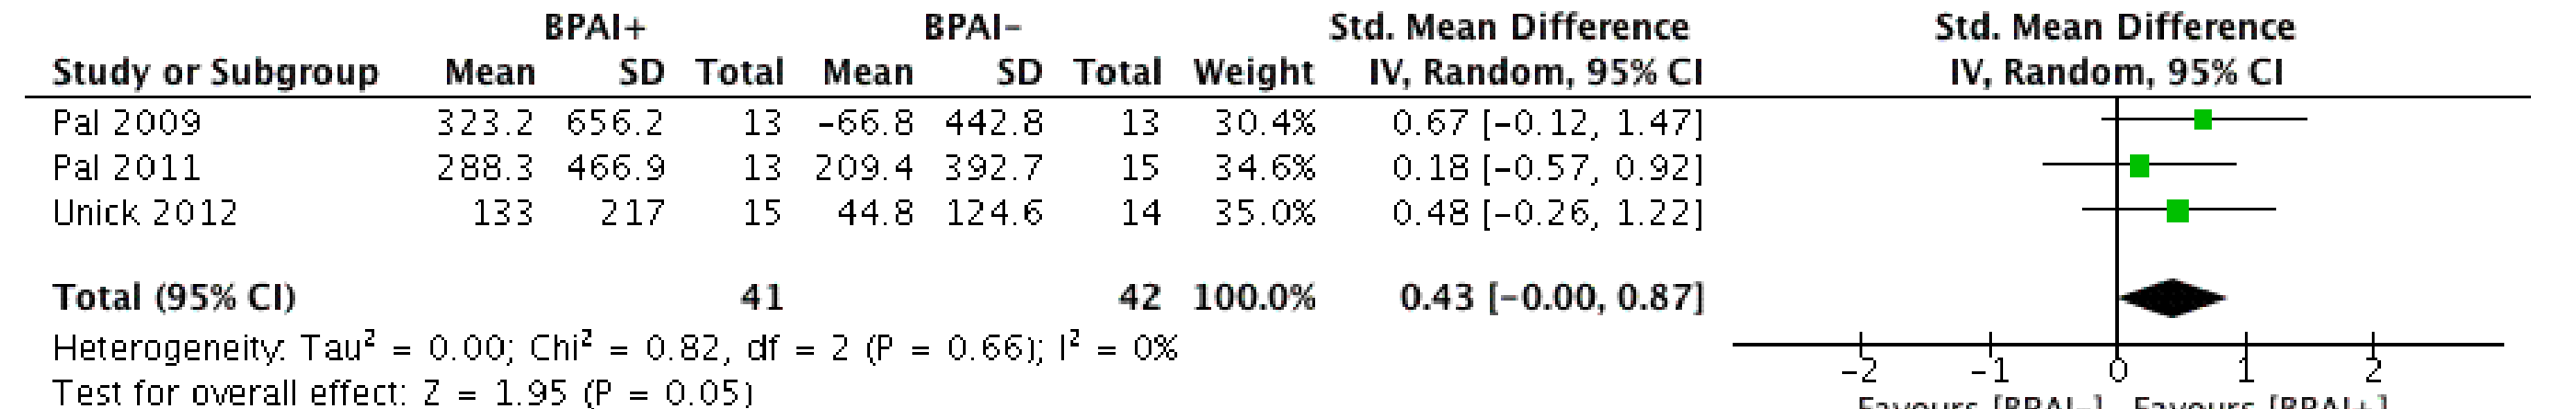 BPAI+ BPAI− Std. Mean Difference Std. Mean Difference
Study or Subgroup Mean SD Total Mean SD Total Weight IV, Random, 95% CI IV, Random, 95% CI
Pal 2009 323.2 656.2 13 −66.8 442.8 13 30.4% 0.67 [−0.12, 1.47]
Pal 2011 288.3 466.9 13 209.4 392.7 15 34.6% 0.18 [−0.57, 0.92]
Unick 2012 133 217 15 44.8 124.6 14 35.0% 0.48 [−0.26, 1.22]
Total (95% CI) 41 42 100.0% 0.43 [−0.00, 0.87]
Heterogeneity: Tau² = 0.00; Chi² = 0.82, df = 2 (P = 0.66); I² = 0%
Test for overall effect: Z = 1.95 (P = 0.05)
−2 −1 0 1 2
Favours [BPAI−] Favours [BPAI+]